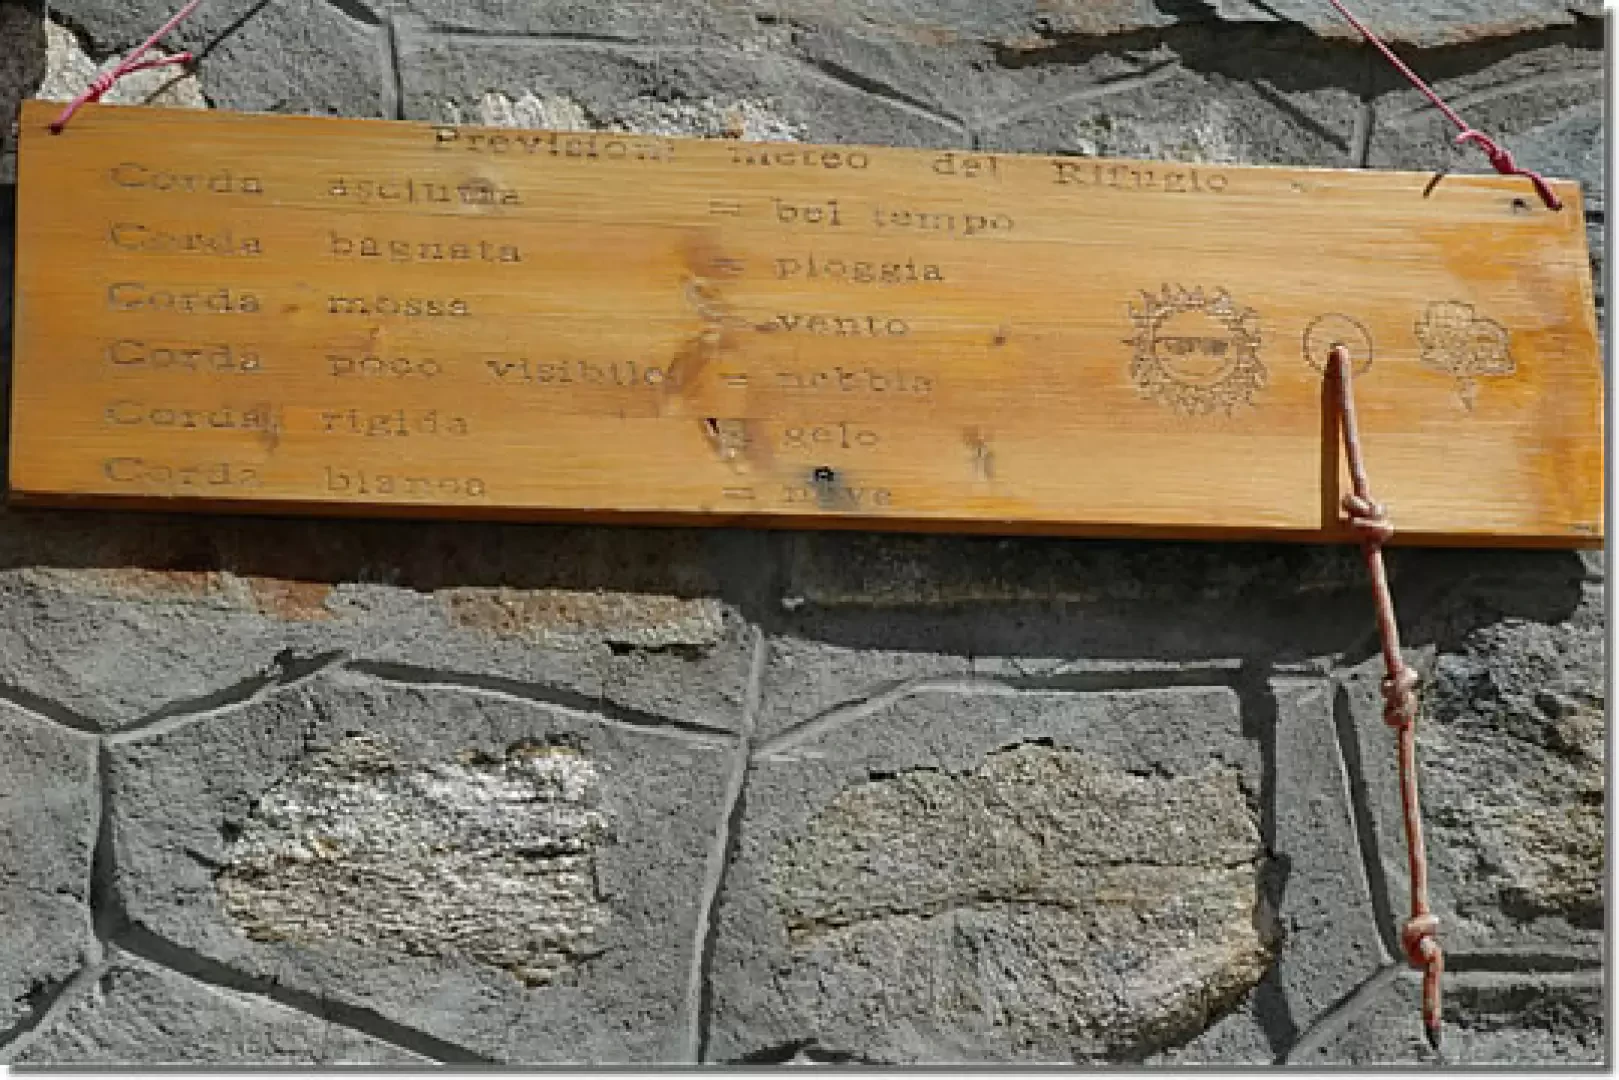 Previsioni meteo del Rifugio
Corda asciutta = bel tempo
Corda bagnata = pioggia
Corda mossa = vento
Corda poco visibile = nebbia
Corda rigida = gelo
Corda bianca = neve